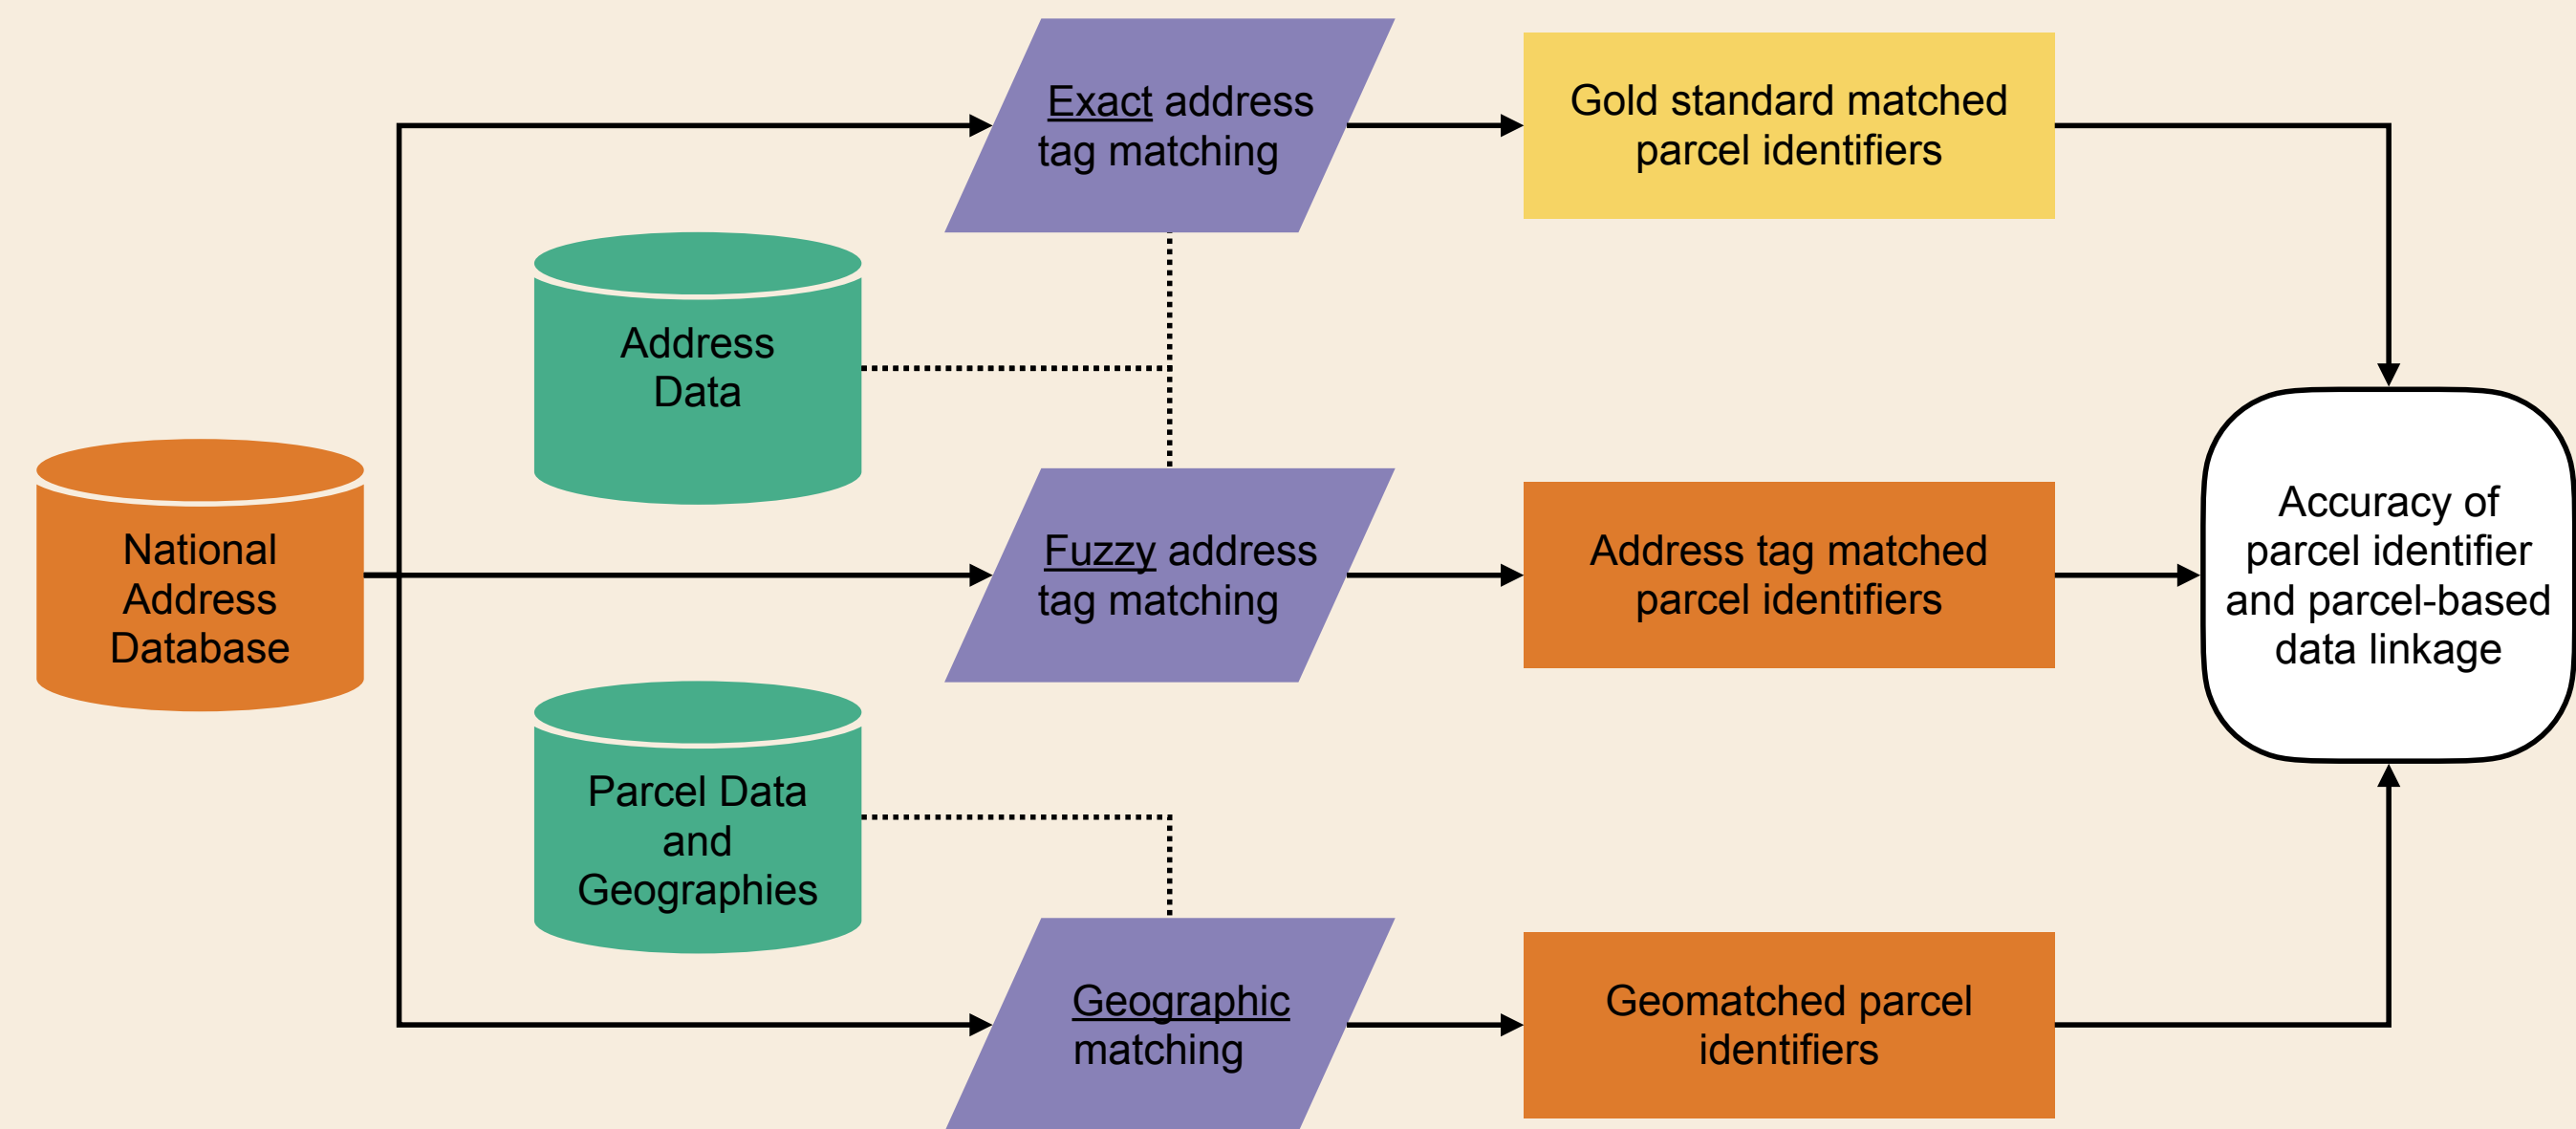 Exact address
tag matching
Gold standard matched
parcel identifiers
Address
Data
National
Address
Database
Fuzzy address
tag matching
Address tag matched
parcel identifiers
Accuracy of
parcel identifier
and parcel-based
data linkage
Parcel Data
and
Geographies
Geographic
matching
Geomatched parcel
identifiers